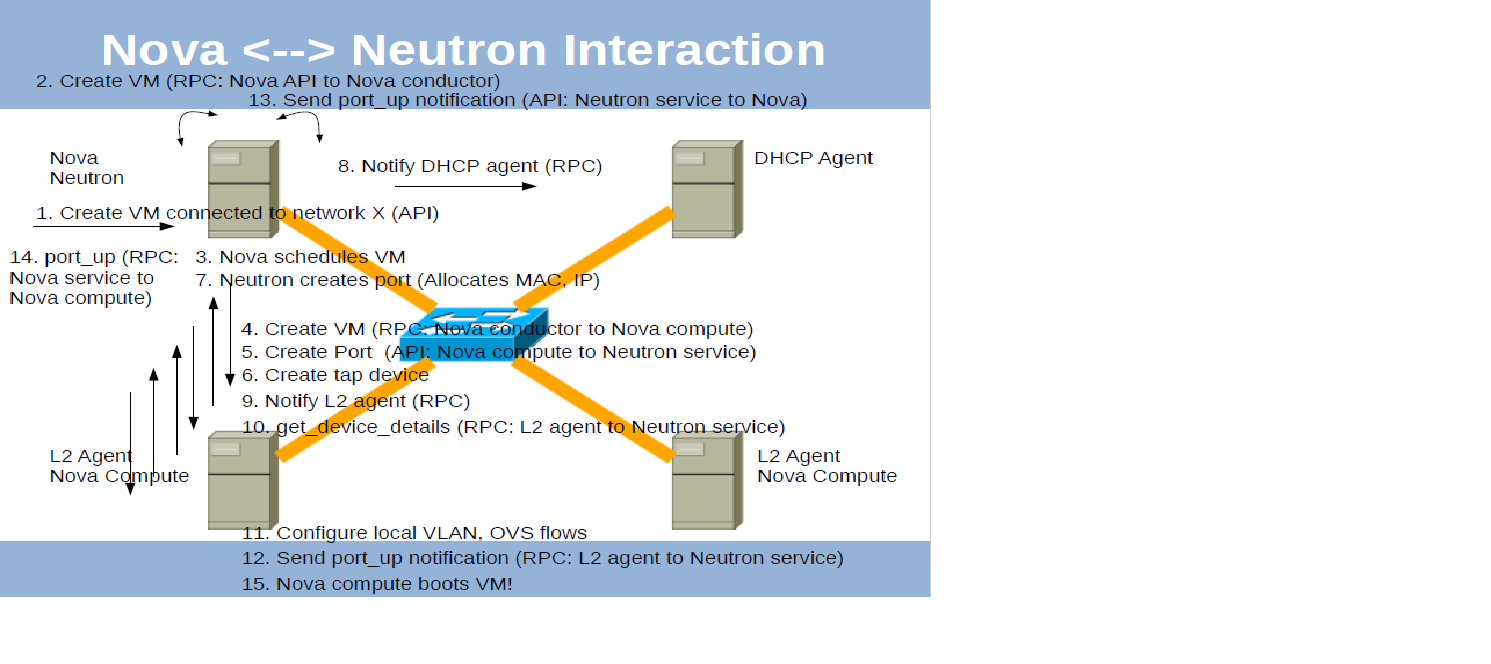 Nova <--> Neutron Interaction
2. Create VM (RPC: Nova API to Nova conductor)
13. Send port_up notification (API: Neutron service to Nova)
Nova
Neutron
8. Notify DHCP agent (RPC)
DHCP Agent
1. Create VM connected to network X (API)
14. port_up (RPC:
Nova service to
Nova compute)
3. Nova schedules VM
7. Neutron creates port (Allocates MAC, IP)
4. Create VM (RPC: Nova conductor to Nova compute)
5. Create Port  (API: Nova compute to Neutron service)
6. Create tap device
9. Notify L2 agent (RPC)
10. get_device_details (RPC: L2 agent to Neutron service)
L2 Agent
Nova Compute
L2 Agent
Nova Compute
11. Configure local VLAN, OVS flows
12. Send port_up notification (RPC: L2 agent to Neutron service)
15. Nova compute boots VM!